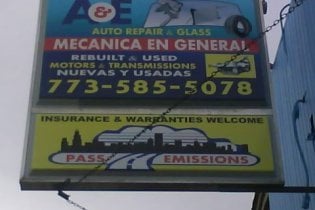 A&E
AUTO REPAIR & GLASS
MECANICA EN GENERAL
REBUILT & USED
MOTORS & TRANSMISSIONS
NUEVAS Y USADAS
773-585-5078
INSURANCE & WARRANTIES WELCOME
PASS EMISSIONS